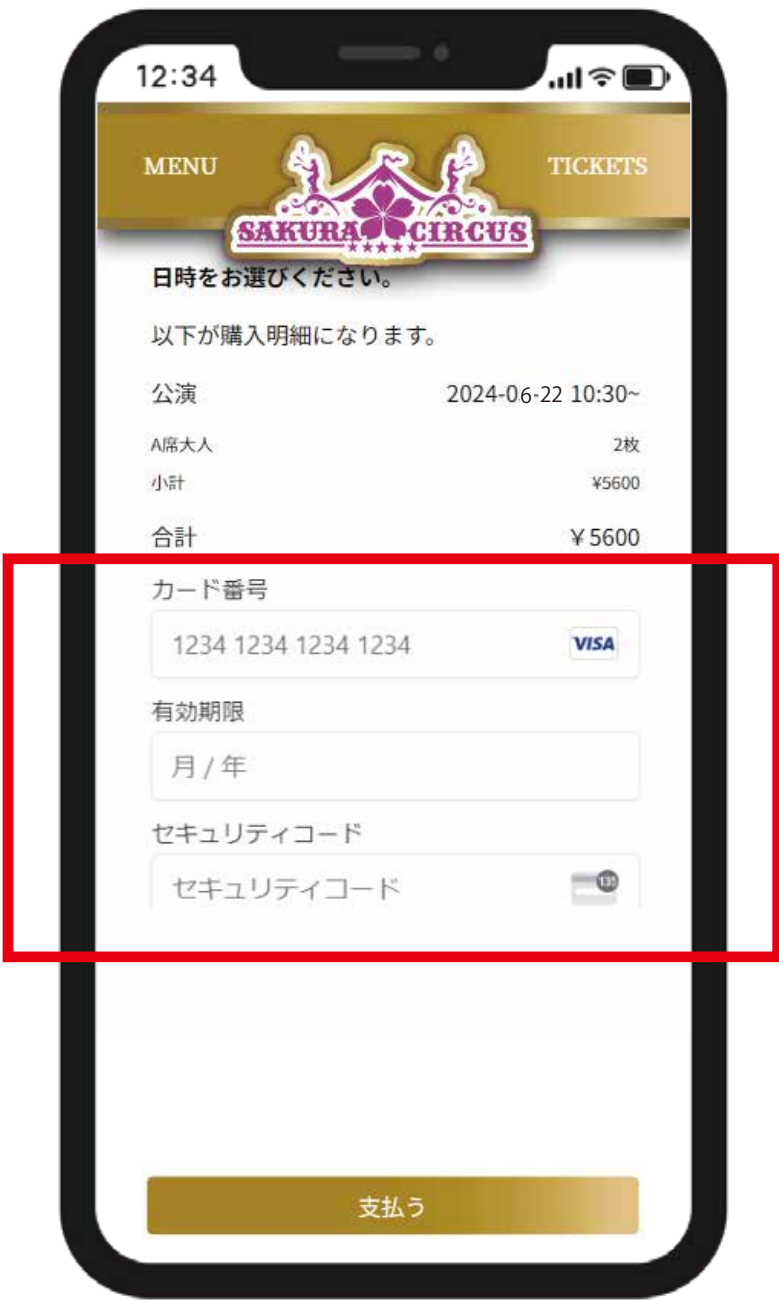 12:34
MENU
TICKETS
SAKURA CIRCUS
日時をお選びください。
以下が購入明細になります。
公演 2024-06-22 10:30~
A席大人 2枚
小計 ¥5600
合計 ¥5600
カード番号
1234 1234 1234 1234 VISA
有効期限
月 / 年
セキュリティコード
セキュリティコード 135
支払う